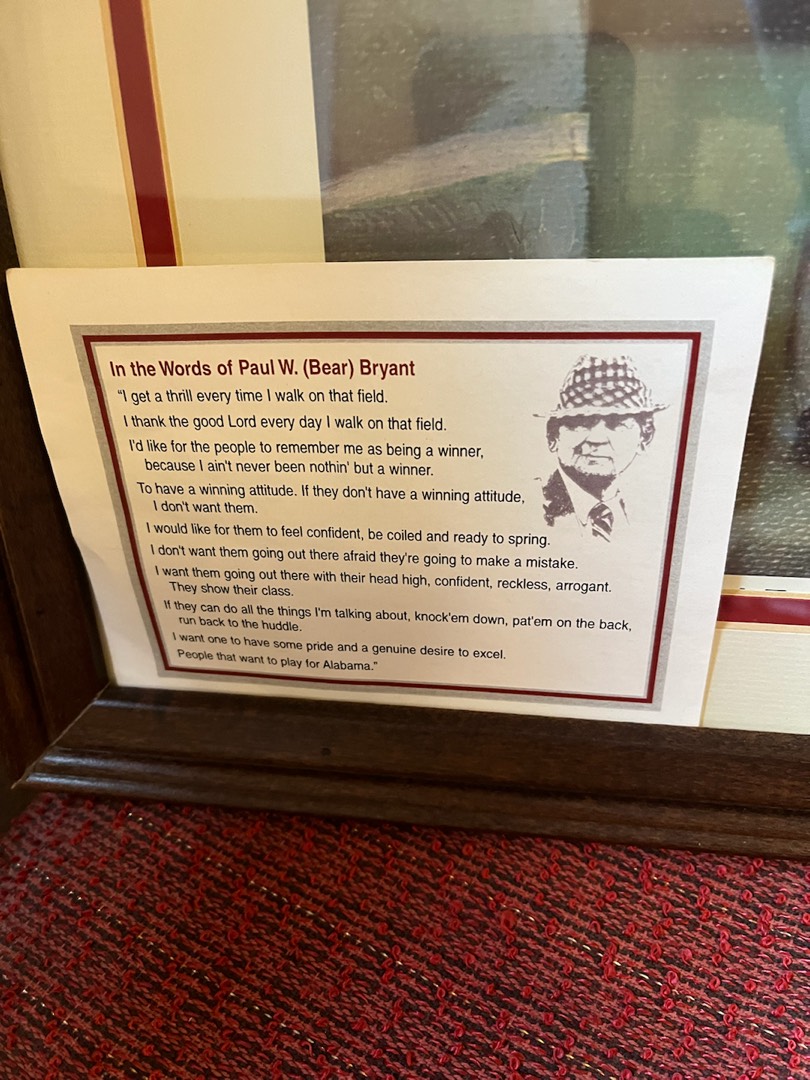 In the Words of Paul W. (Bear) Bryant
“I get a thrill every time I walk on that field.
I thank the good Lord every day I walk on that field.
I'd like for the people to remember me as being a winner,
because I ain't never been nothin' but a winner.
To have a winning attitude. If they don't have a winning attitude,
I don't want them.
I would like for them to feel confident, be coiled and ready to spring.
I don't want them going out there afraid they're going to make a mistake.
I want them going out there with their head high, confident, reckless, arrogant.
They show their class.
If they can do all the things I'm talking about, knock'em down, pat'em on the back,
run back to the huddle.
I want one to have some pride and a genuine desire to excel.
People that want to play for Alabama.”